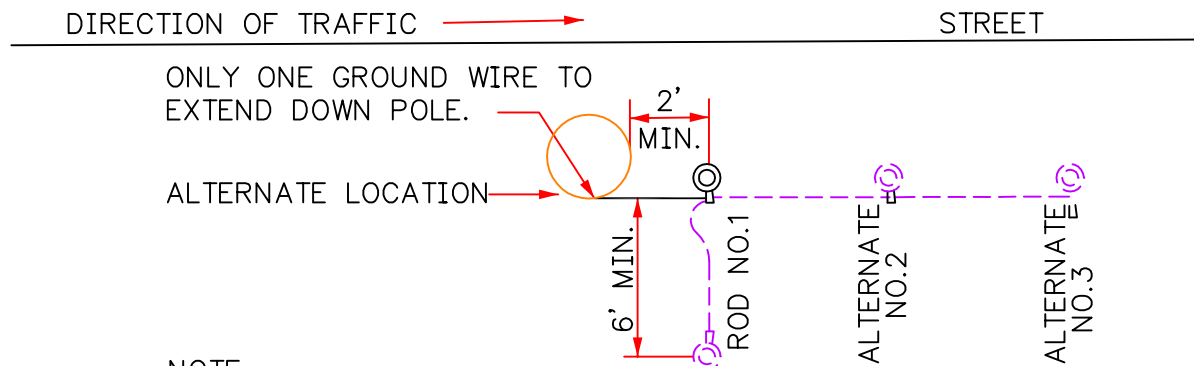 DIRECTION OF TRAFFIC
STREET
ONLY ONE GROUND WIRE TO
EXTEND DOWN POLE.
2'
MIN.
ALTERNATE LOCATION
6' MIN.
ROD NO.1
ALTERNATE
NO.2
ALTERNATE
NO.3
NOTE